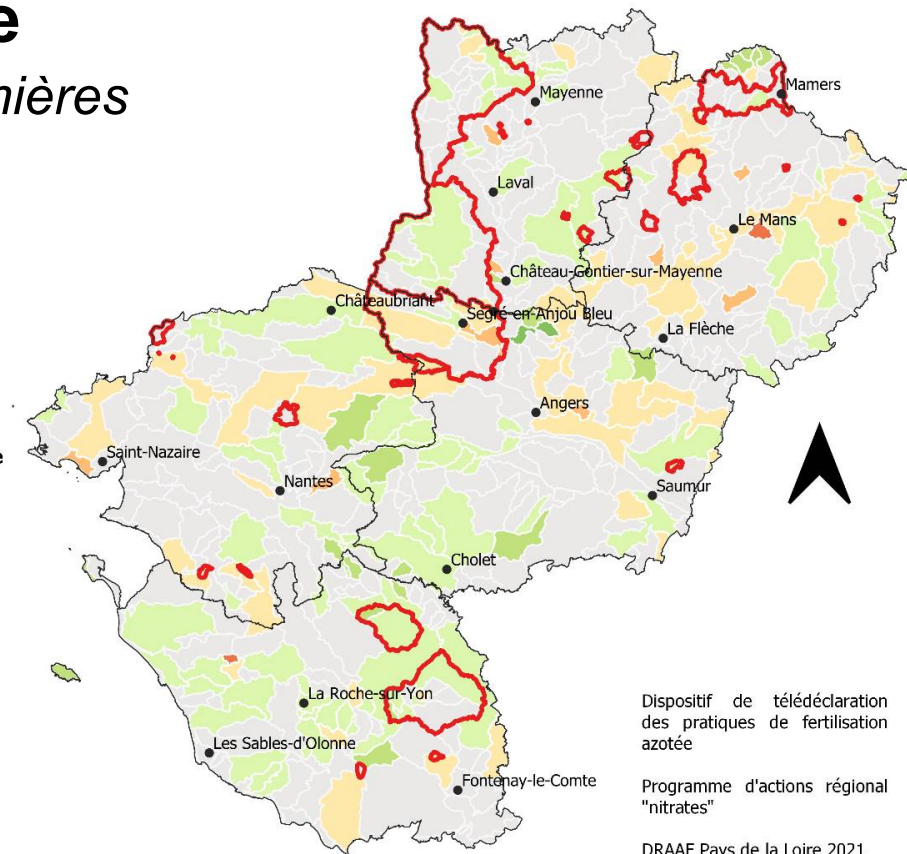 e
nières
Mayenne
Mamers
Laval
Le Mans
Château-Gontier-sur-Mayenne
Châteaubriant
Segré-en-Anjou Bleu
La Flèche
Angers
Saint-Nazaire
e
Nantes
Saumur
Cholet
La Roche-sur-Yon
Les Sables-d'Olonne
Fontenay-le-Comte
Dispositif de télédéclaration
des pratiques de fertilisation
azotée
Programme d'actions régional
"nitrates"
DRAAF Pays de la Loire 2021